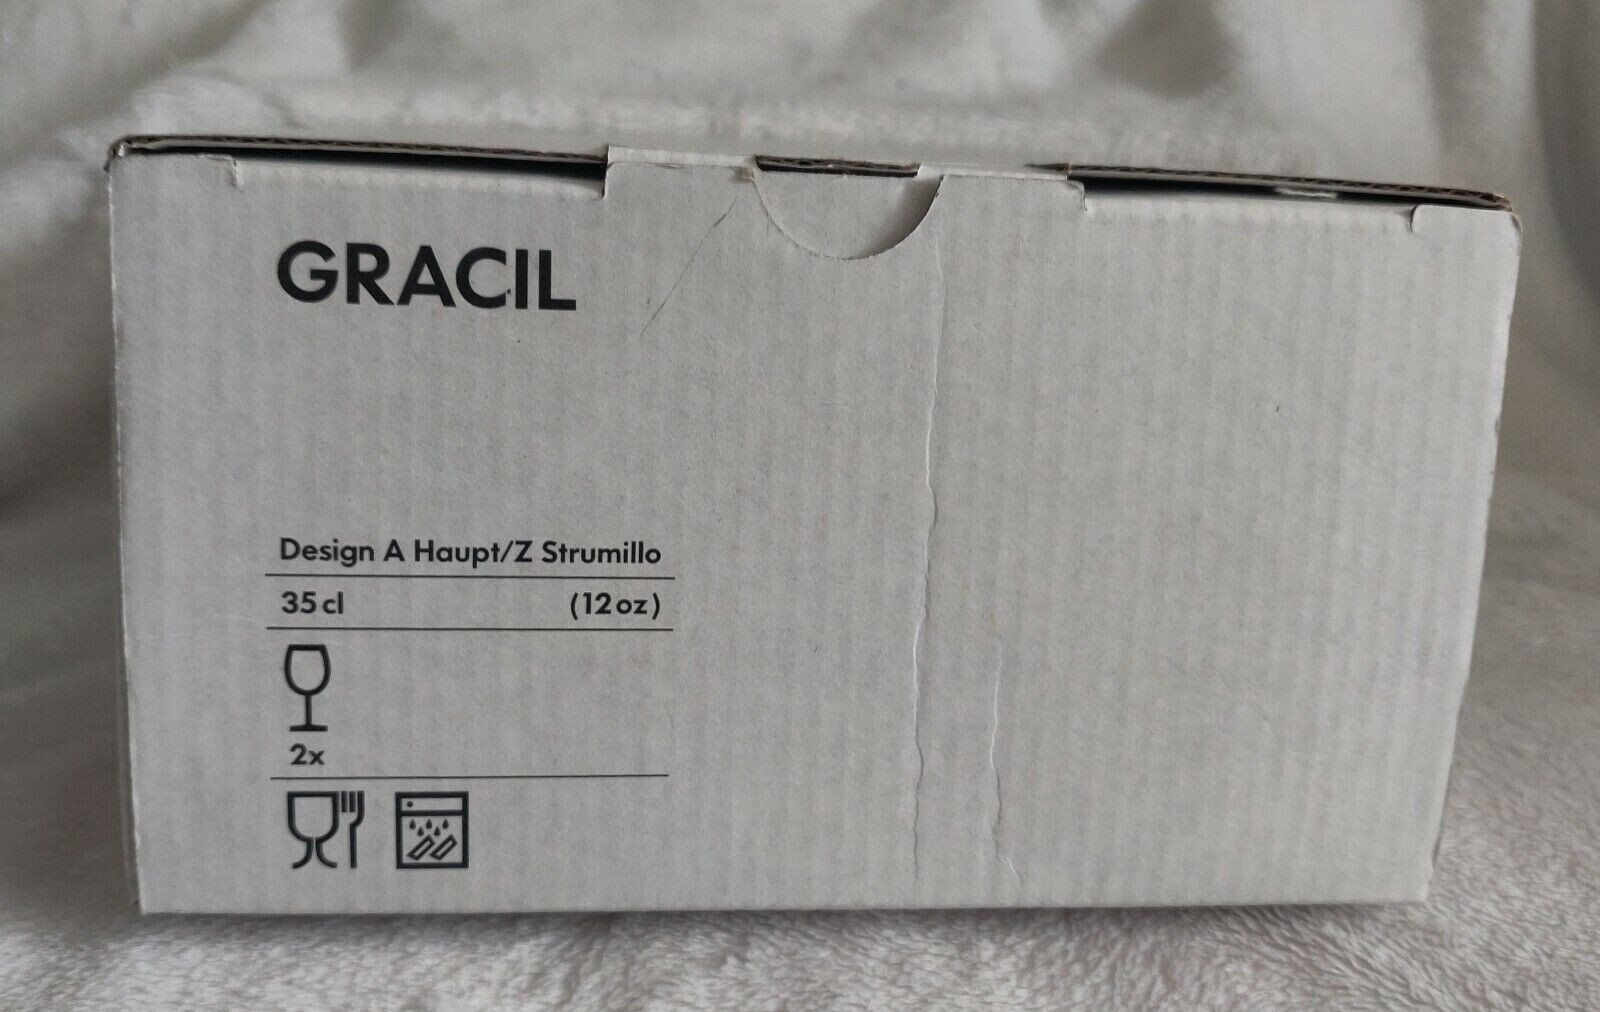 GRACIL
Design A Haupt/Z Strumillo
35 cl (12 oz)
2x